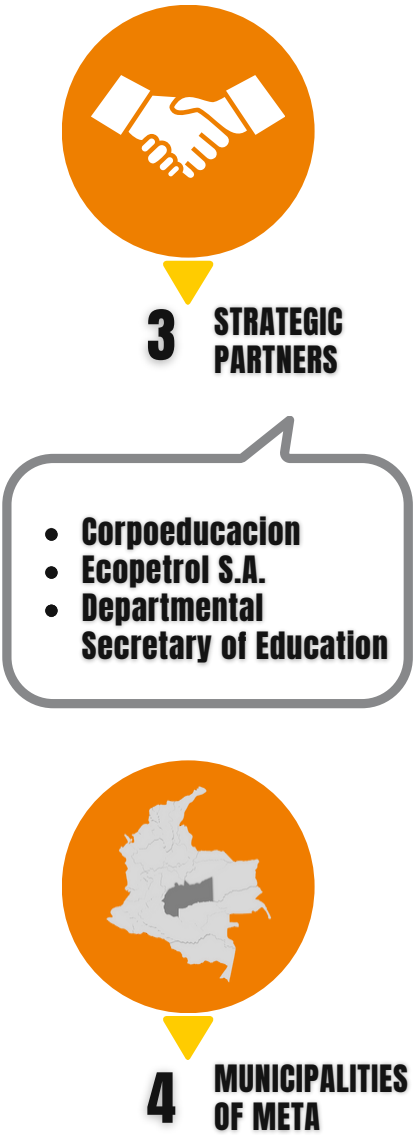 3 STRATEGIC
PARTNERS
• Corpoeducacion
• Ecopetrol S.A.
• Departmental
Secretary of Education
4 MUNICIPALITIES
OF META